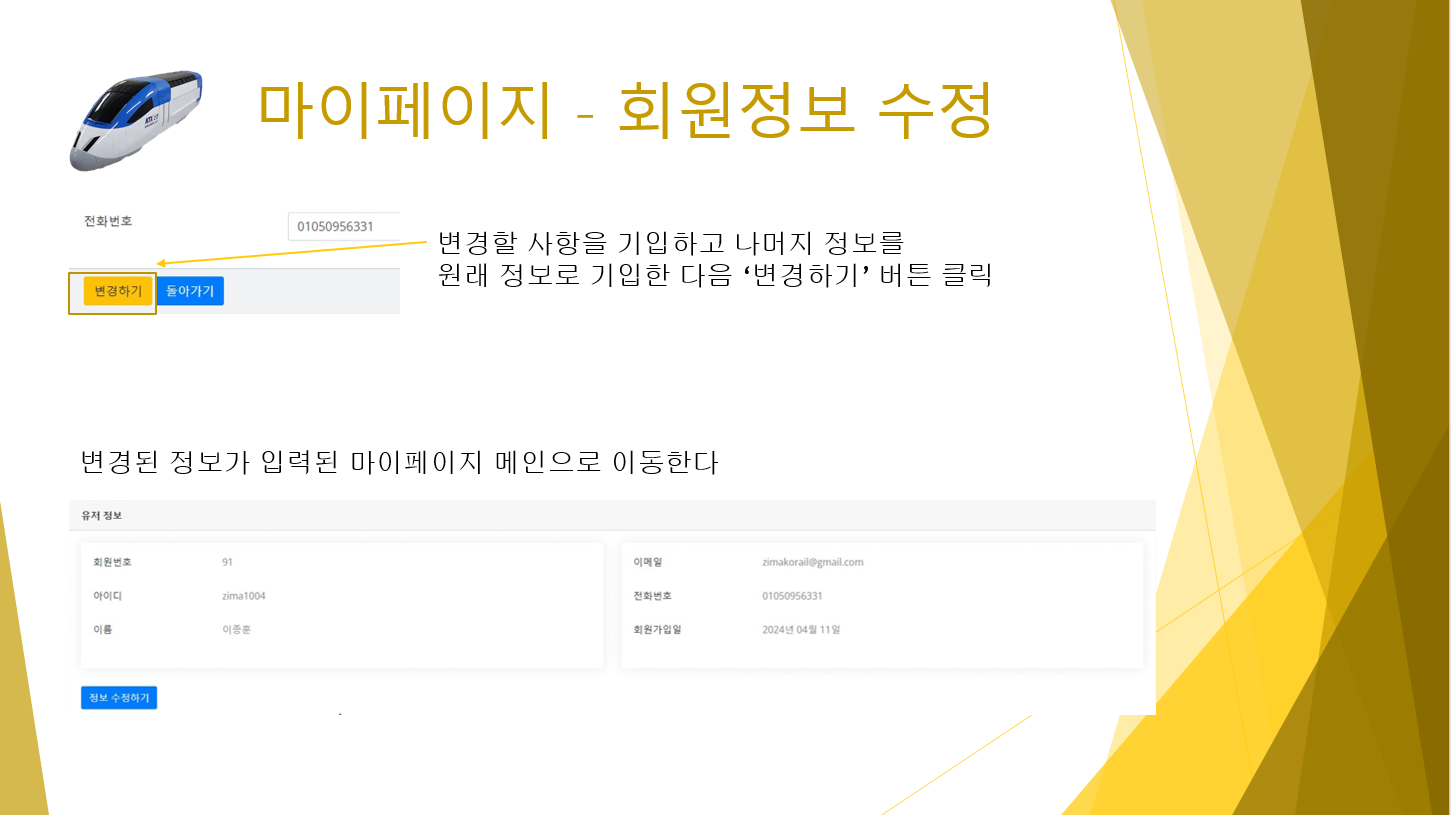 마이페이지 - 회원정보 수정
전화번호
01050956331
변경하기
돌아가기
변경할 사항을 기입하고 나머지 정보를
원래 정보로 기입한 다음 ‘변경하기’ 버튼 클릭
변경된 정보가 입력된 마이페이지 메인으로 이동한다
유저 정보
회원번호 91
아이디 zima1004
이름 이종훈
이메일 zimakorail@gmail.com
전화번호 01050956331
회원가입일 2024년 04월 11일
정보 수정하기